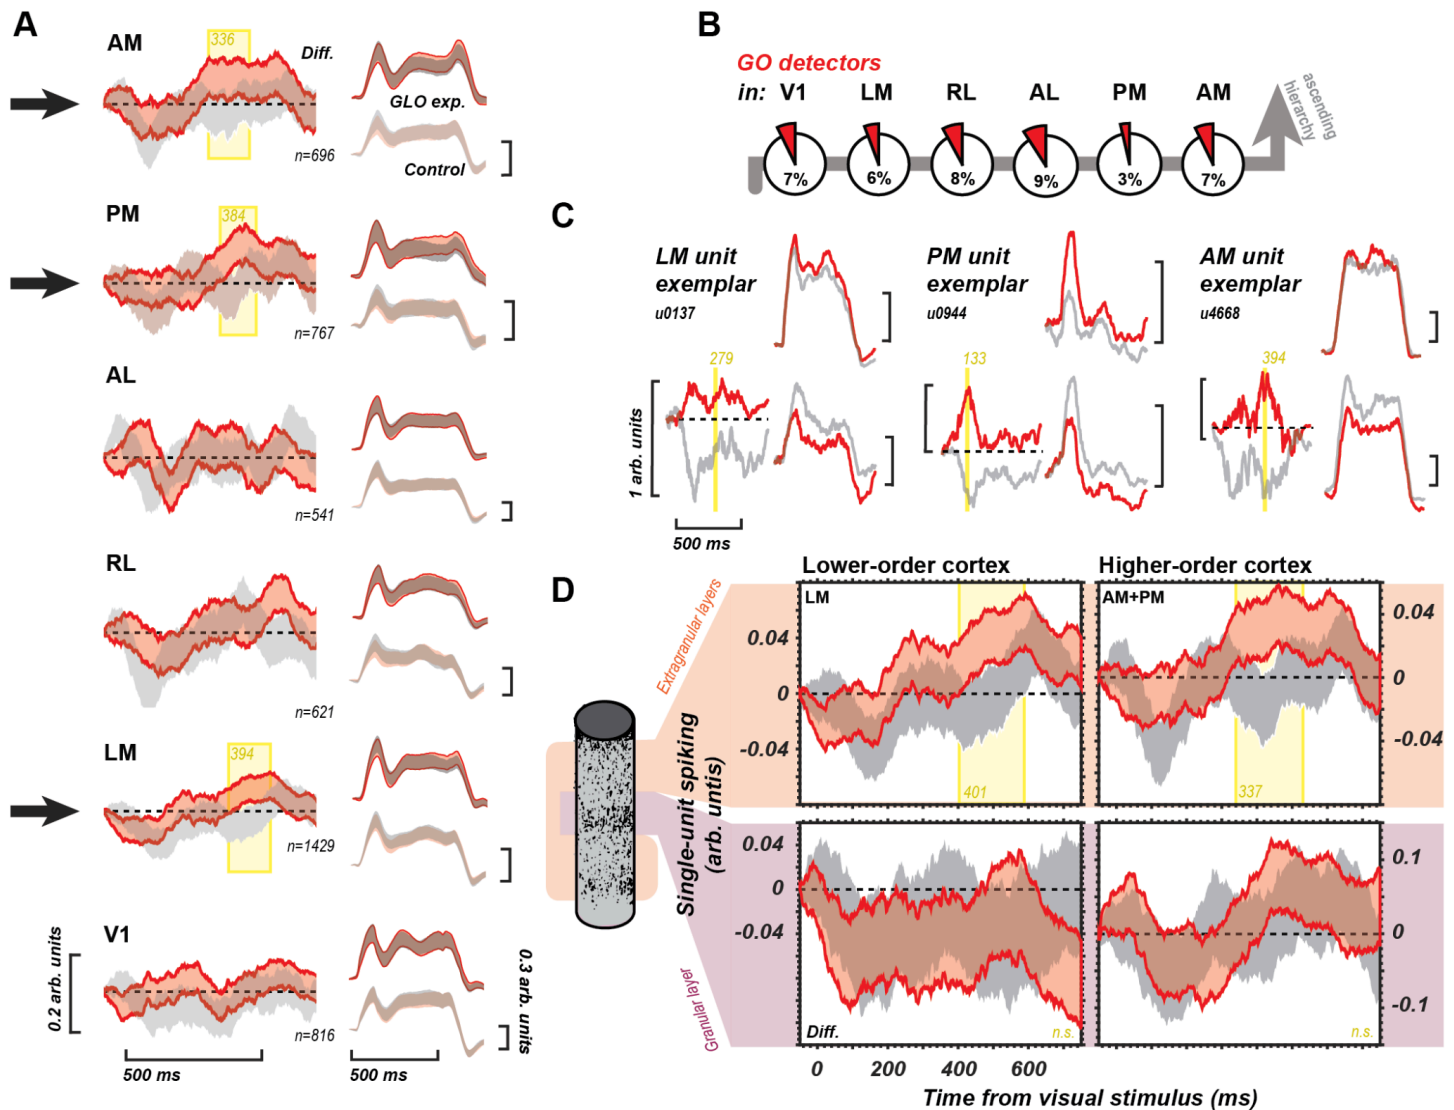 A
AM
336
Diff.
GLO exp.
n=696
Control
PM
384
n=767
AL
n=541
RL
n=621
LM
394
n=1429
V1
0.2 arb. units
n=816
0.3 arb. units
500 ms
500 ms
B
GO detectors
in: V1 LM RL AL PM AM
ascending
hierarchy
7% 6% 8% 9% 3% 7%
C
LM unit
exemplar
u0137
279
1 arb. units
500 ms
PM unit
exemplar
u0944
133
AM unit
exemplar
u4668
394
D
Lower-order cortex
Higher-order cortex
Extragranular layers
Granular layer
Single-unit spiking
(arb. untis)
LM
0.04
0
-0.04
401
AM+PM
0.04
0
-0.04
337
0.04
0
-0.04
Diff.
n.s.
0.1
0
-0.1
n.s.
0 200 400 600
Time from visual stimulus (ms)